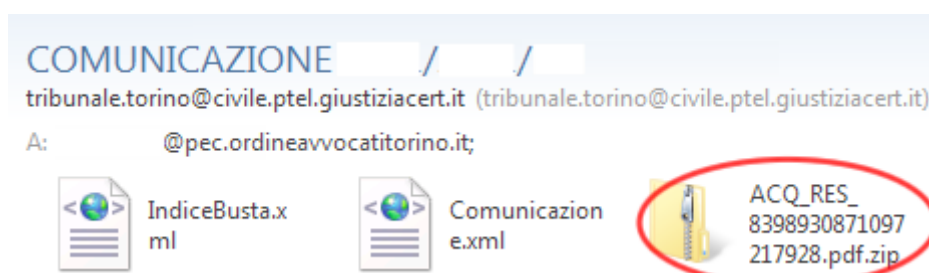 COMUNICAZIONE ./ ./
tribunale.torino@civile.ptel.giustiziacert.it (tribunale.torino@civile.ptel.giustiziacert.it)
A: @pec.ordineavvocatitorino.it;
IndiceBusta.x
ml
Comunicazion
e.xml
ACQ_RES_
8398930871097
217928.pdf.zip